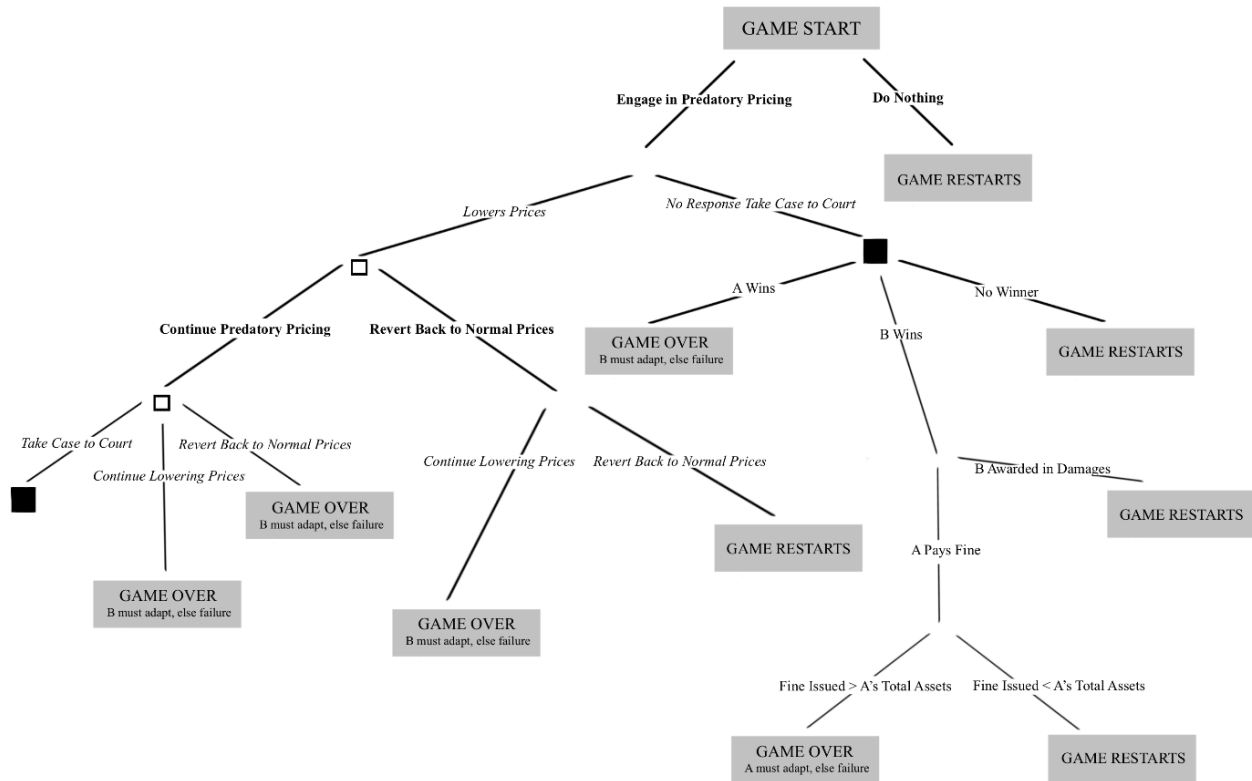 GAME START
Engage in Predatory Pricing
Do Nothing
GAME RESTARTS
Lowers Prices
No Response Take Case to Court
A Wins
No Winner
Continue Predatory Pricing
Revert Back to Normal Prices
GAME OVER
B must adapt, else failure
B Wins
GAME RESTARTS
Take Case to Court
Revert Back to Normal Prices
Continue Lowering Prices
Continue Lowering Prices
Revert Back to Normal Prices
B Awarded in Damages
GAME OVER
B must adapt, else failure
GAME RESTARTS
GAME RESTARTS
A Pays Fine
GAME OVER
B must adapt, else failure
GAME OVER
B must adapt, else failure
Fine Issued > A's Total Assets
Fine Issued < A's Total Assets
GAME OVER
A must adapt, else failure
GAME RESTARTS